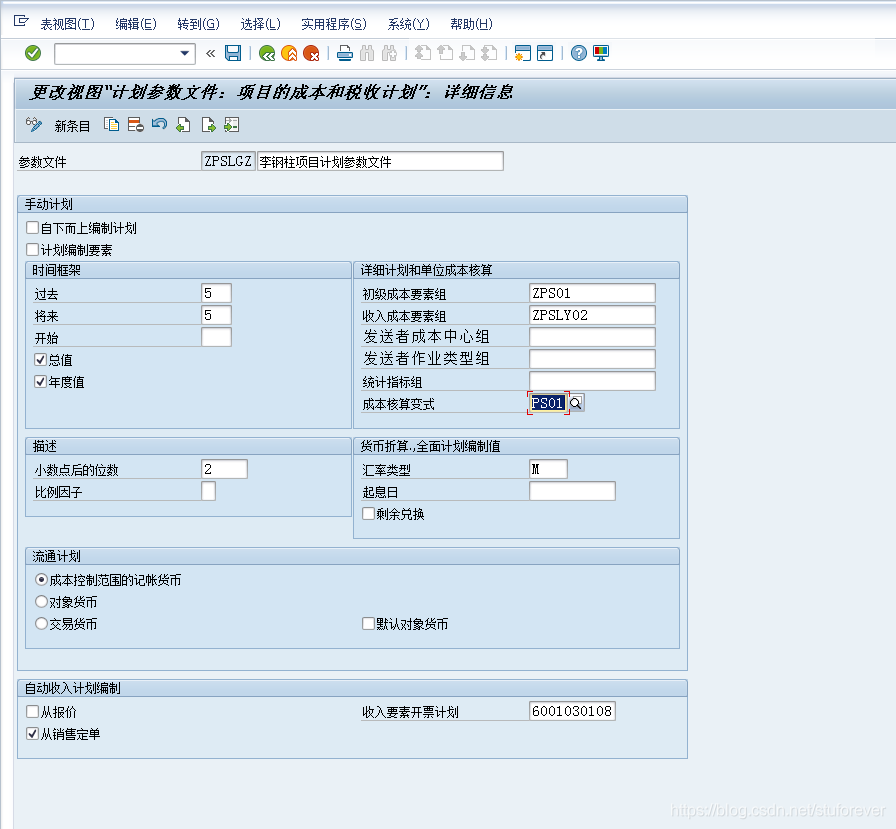 表视图(T) 编辑(E) 转到(G) 选择(L) 实用程序(S) 系统(Y) 帮助(H)
更改视图“计划参数文件：项目的成本和税收计划”：详细信息
新条目
参数文件 ZPSLGZ 李钢柱项目计划参数文件
手动计划
自下而上编制计划
计划编制要素
时间框架
过去 5
将来 5
开始
总值
年度值
详细计划和单位成本核算
初级成本要素组 ZPS01
收入成本要素组 ZPSLY02
发送者成本中心组
发送者作业类型组
统计指标组
成本核算变式 PS01
描述
小数点后的位数 2
比例因子
货币折算.,全面计划编制值
汇率类型 M
起息日
剩余兑换
流通计划
成本控制范围的记帐货币
对象货币
交易货币 默认对象货币
自动收入计划编制
从报价 收入要素开票计划 6001030108
从销售定单
https://blog.csdn.net/stuforever